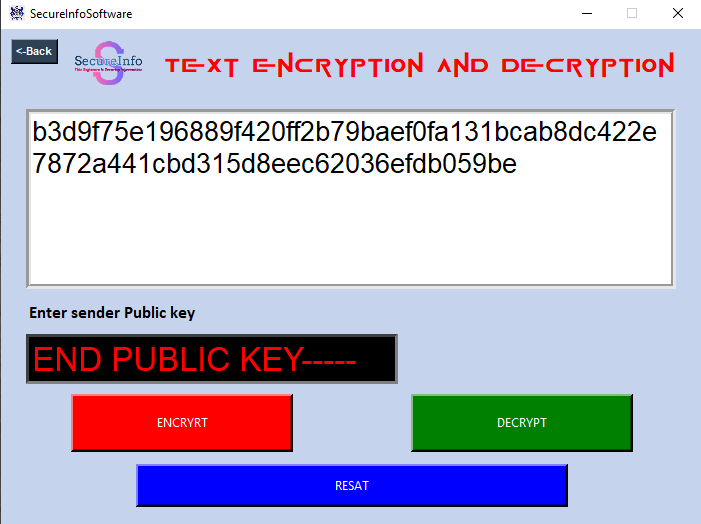 SecureInfoSoftware
<-Back
SecureInfo
TEXT ENCRYPTION AND DECRYPTION
b3d9f75e196889f420ff2b79baef0fa131bcab8dc422e
7872a441cbd315d8eec62036efdb059be
Enter sender Public key
END PUBLIC KEY-----
ENCRYRT
DECRYPT
RESAT